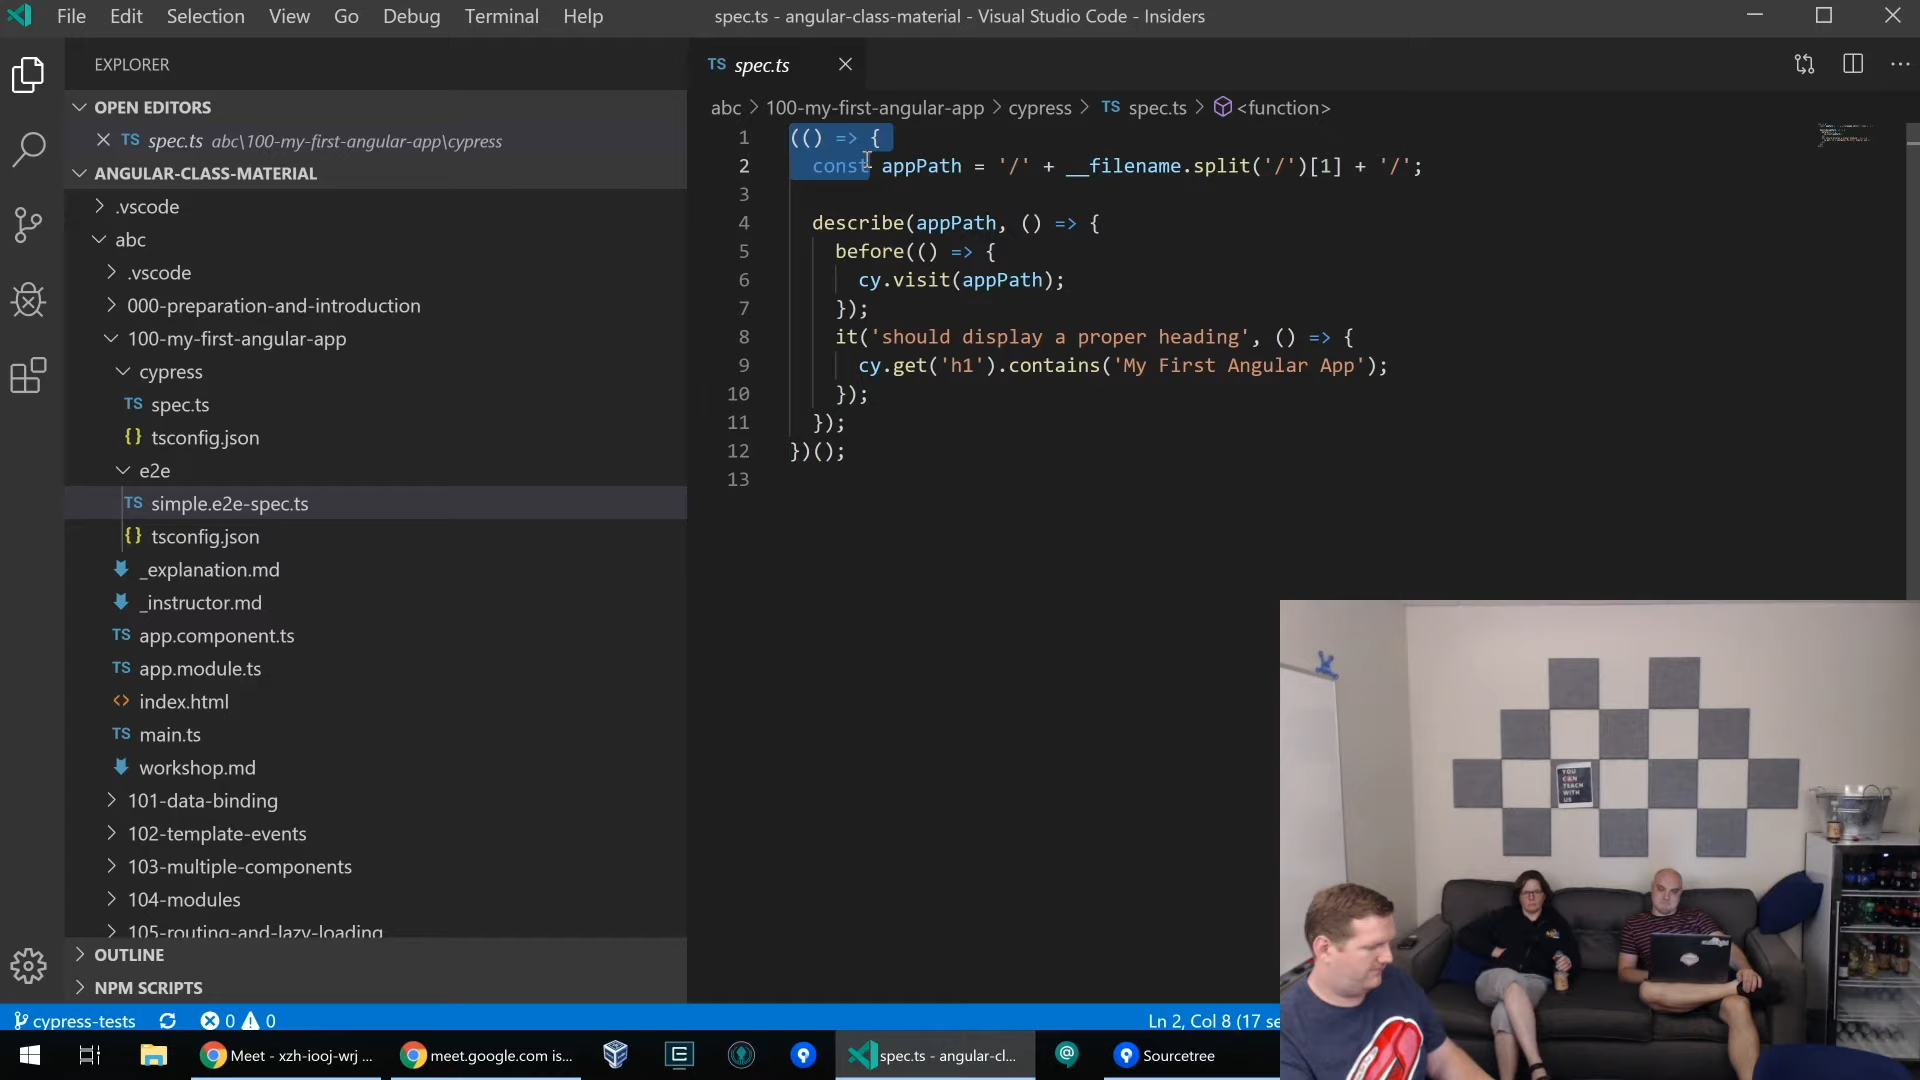 File Edit Selection View Go Debug Terminal Help
spec.ts - angular-class-material - Visual Studio Code - Insiders
EXPLORER
OPEN EDITORS
TS spec.ts abc\100-my-first-angular-app\cypress
ANGULAR-CLASS-MATERIAL
.vscode
abc
.vscode
000-preparation-and-introduction
100-my-first-angular-app
cypress
TS spec.ts
{} tsconfig.json
e2e
TS simple.e2e-spec.ts
{} tsconfig.json
_explanation.md
_instructor.md
TS app.component.ts
TS app.module.ts
<> index.html
TS main.ts
workshop.md
101-data-binding
102-template-events
103-multiple-components
104-modules
105-routing-and-lazy-loading
OUTLINE
NPM SCRIPTS
TS spec.ts
abc > 100-my-first-angular-app > cypress > TS spec.ts > <function>
1 (() => {
2 const appPath = '/' + __filename.split('/')[1] + '/';
3
4 describe(appPath, () => {
5 before(() => {
6 cy.visit(appPath);
7 });
8 it('should display a proper heading', () => {
9 cy.get('h1').contains('My First Angular App');
10 });
11 });
12 })();
13
YOU
CAN
TEACH
WITH
US
cypress-tests 0 0
Ln 2, Col 8 (17 se
Meet - xzh-iooj-wrj ...
meet.google.com is...
spec.ts - angular-cl...
Sourcetree